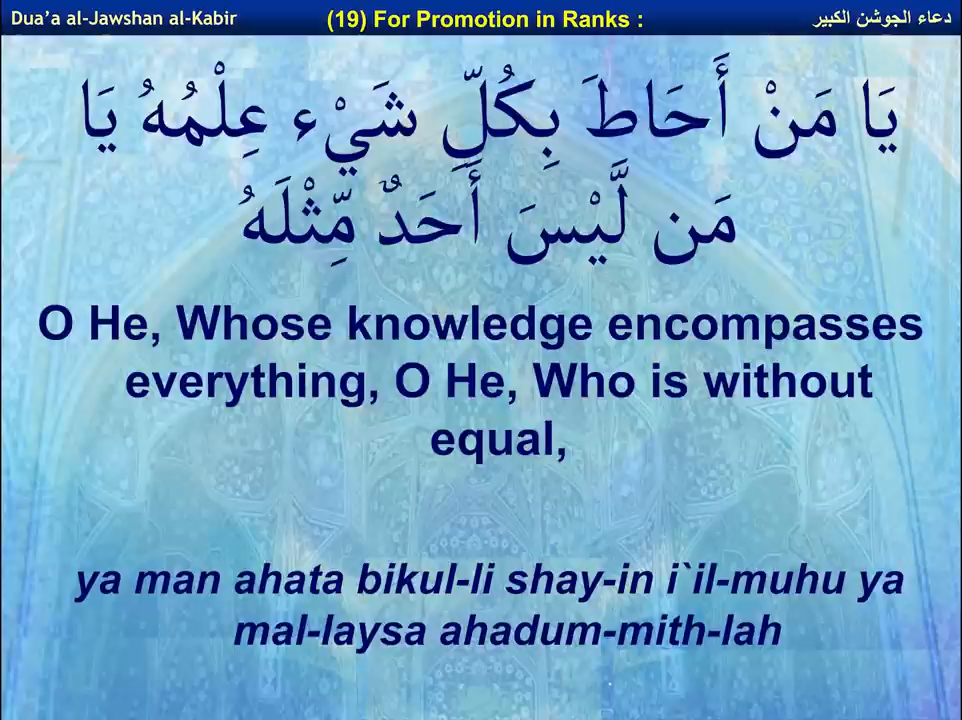 Dua'a al-Jawshan al-Kabir (19) For Promotion in Ranks : دعاء الجوشن الكبير
يَا مَنْ أَحَاطَ بِكُلِّ شَيْءٍ عِلْمُهُ يَا
مَن لَّيْسَ أَحَدٌ مِّثْلَهُ
O He, Whose knowledge encompasses
everything, O He, Who is without
equal,
ya man ahata bikul-li shay-in i`il-muhu ya
mal-laysa ahadum-mith-lah